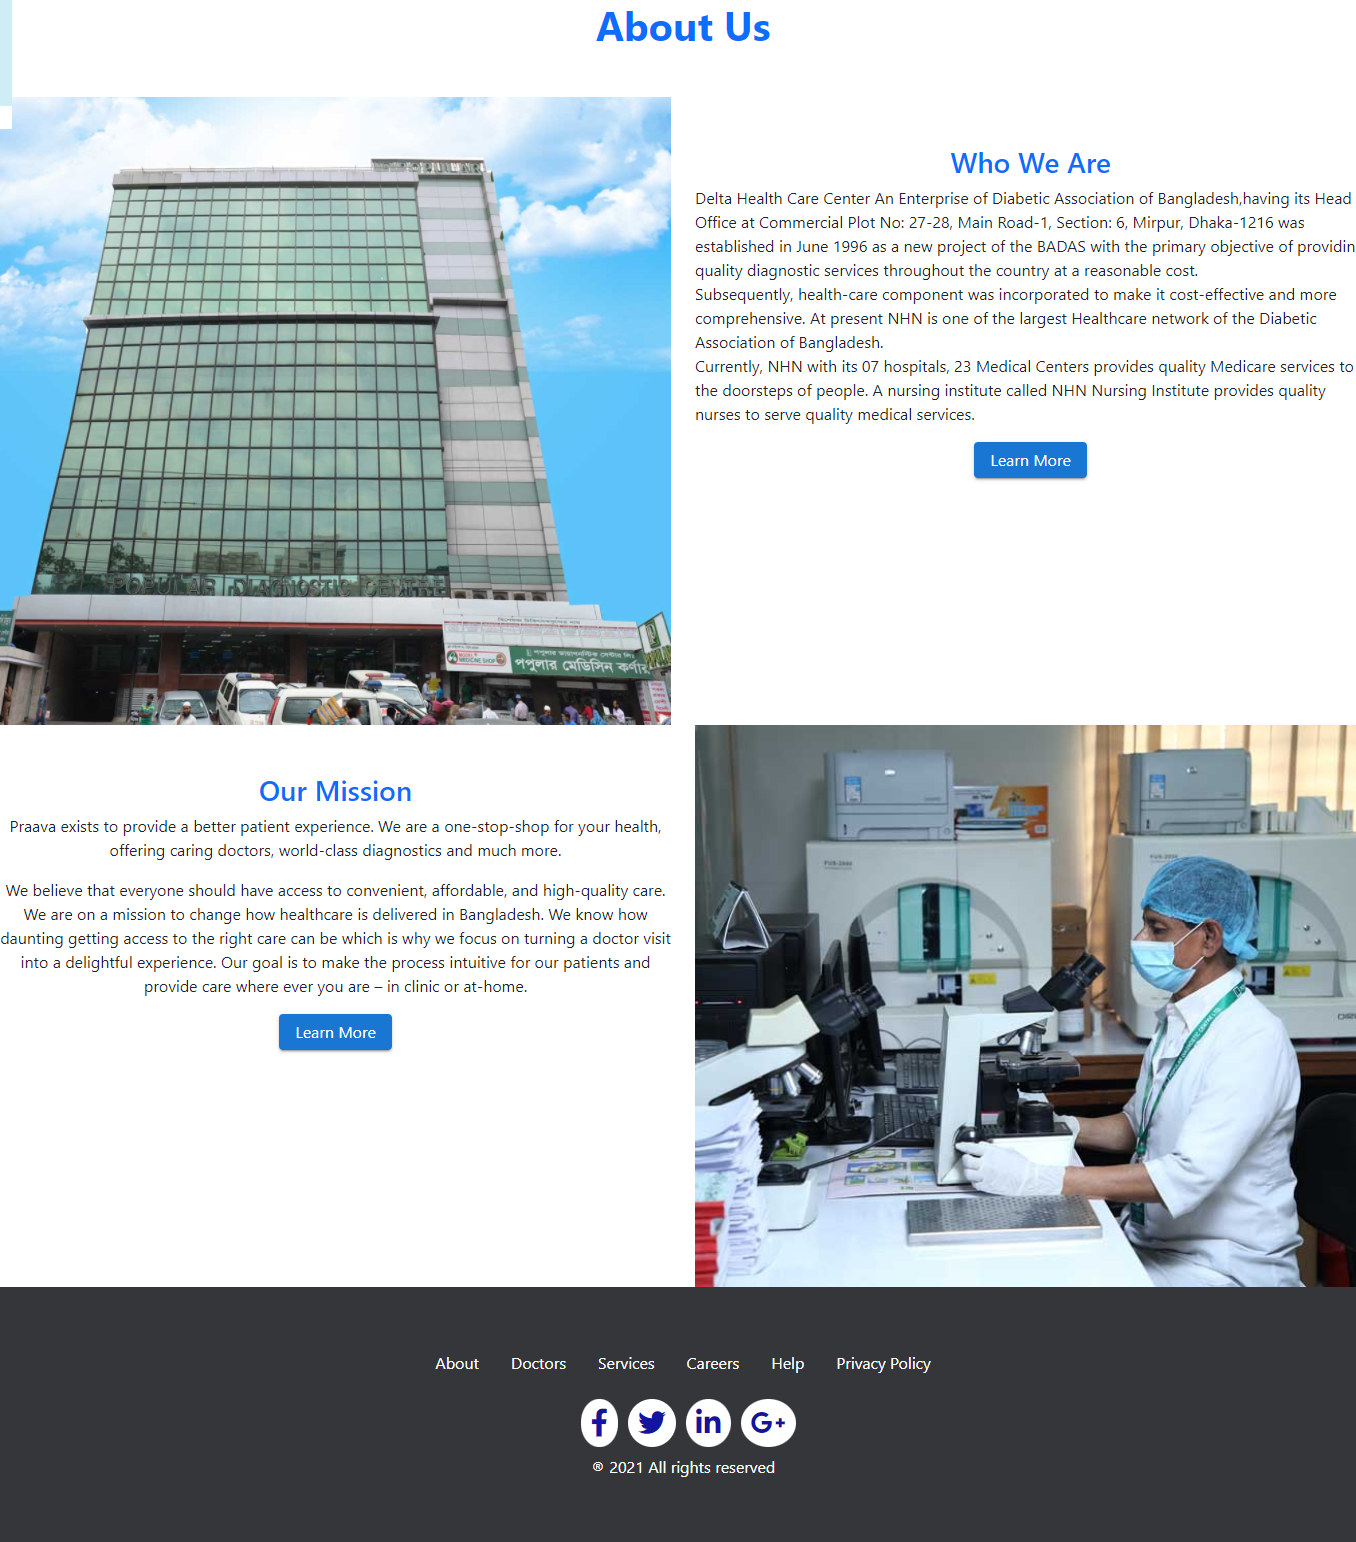 About Us
POPULAR
POPULAR DIAGNOSTIC CENTRE
MODEL MEDICINE SHOP
পপুলার ডায়াগনস্টিক সেন্টার লিঃ
পপুলার মেডিসিন কর্ণার
Who We Are
Delta Health Care Center An Enterprise of Diabetic Association of Bangladesh,having its Head
Office at Commercial Plot No: 27-28, Main Road-1, Section: 6, Mirpur, Dhaka-1216 was
established in June 1996 as a new project of the BADAS with the primary objective of providin
quality diagnostic services throughout the country at a reasonable cost.
Subsequently, health-care component was incorporated to make it cost-effective and more
comprehensive. At present NHN is one of the largest Healthcare network of the Diabetic
Association of Bangladesh.
Currently, NHN with its 07 hospitals, 23 Medical Centers provides quality Medicare services to
the doorsteps of people. A nursing institute called NHN Nursing Institute provides quality
nurses to serve quality medical services.
Learn More
Our Mission
Praava exists to provide a better patient experience. We are a one-stop-shop for your health,
offering caring doctors, world-class diagnostics and much more.
We believe that everyone should have access to convenient, affordable, and high-quality care.
We are on a mission to change how healthcare is delivered in Bangladesh. We know how
daunting getting access to the right care can be which is why we focus on turning a doctor visit
into a delightful experience. Our goal is to make the process intuitive for our patients and
provide care where ever you are – in clinic or at-home.
Learn More
About Doctors Services Careers Help Privacy Policy
® 2021 All rights reserved